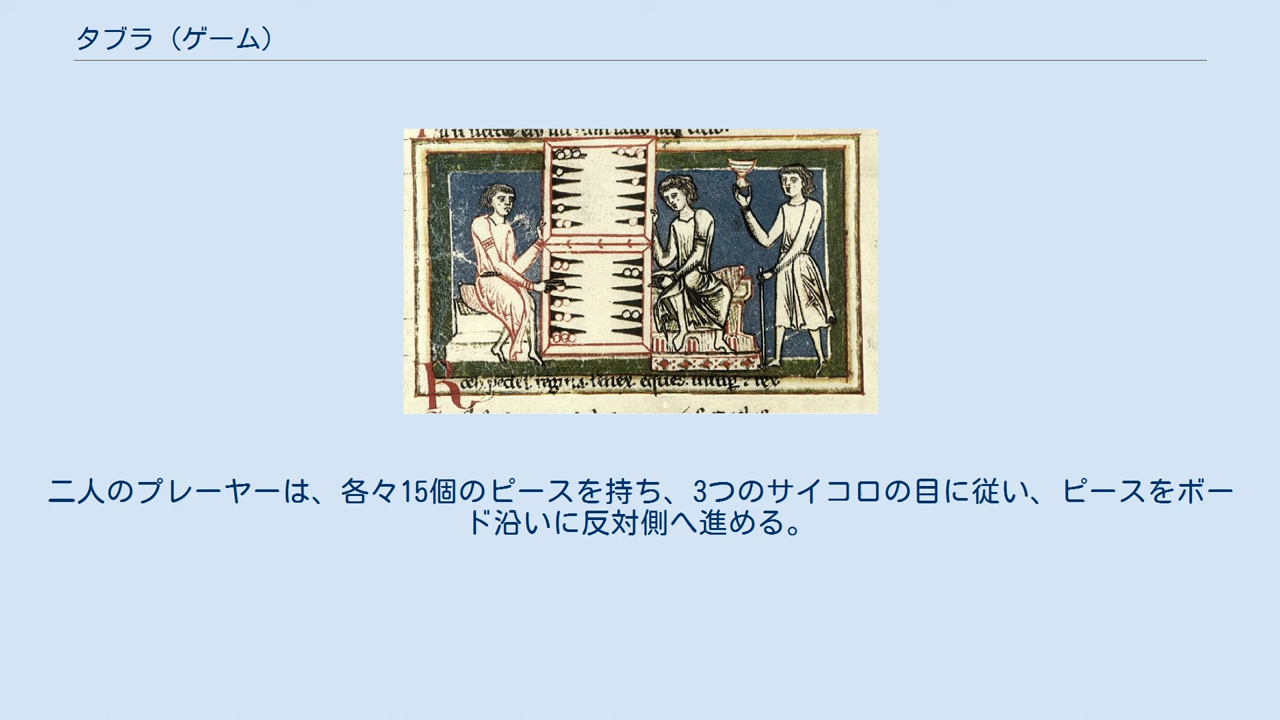 タブラ（ゲーム）
二人のプレーヤーは、各々15個のピースを持ち、3つのサイコロの目に従い、ピースをボー
ド沿いに反対側へ進める。